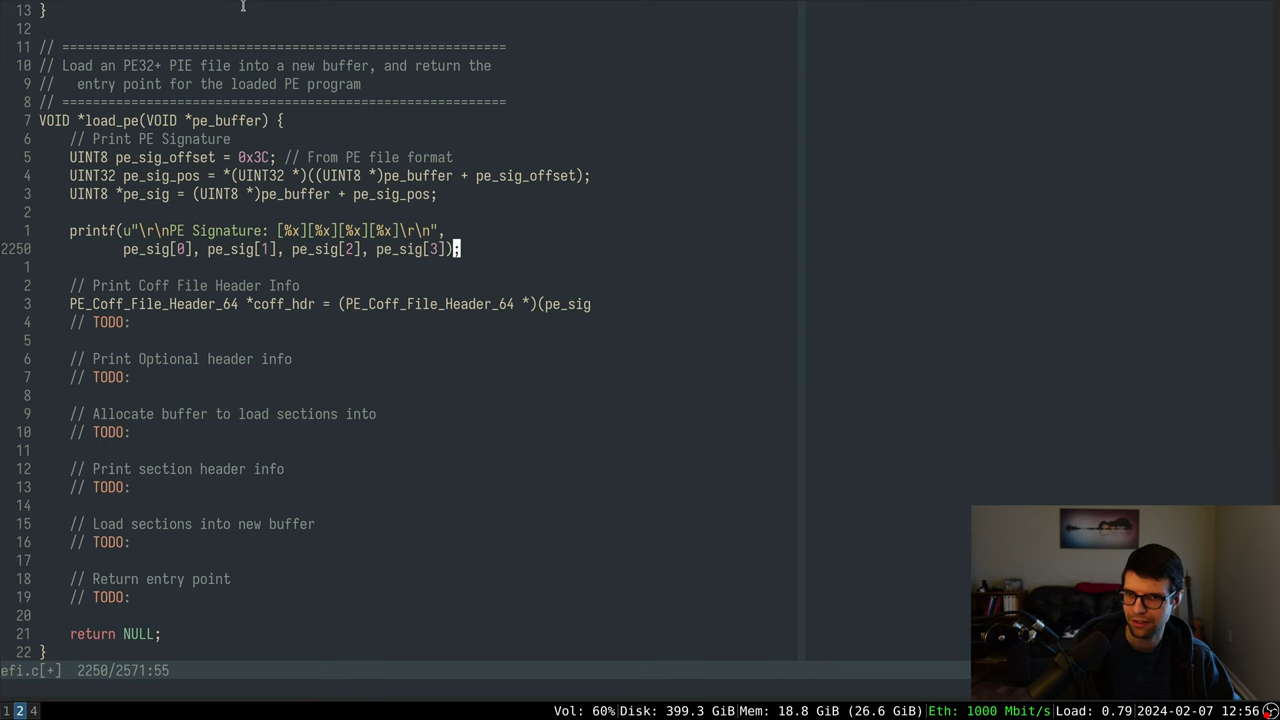 13 }
12
11 // ==========================================================
10 // Load an PE32+ PIE file into a new buffer, and return the
9 //   entry point for the loaded PE program
8 // ==========================================================
7 VOID *load_pe(VOID *pe_buffer) {
6     // Print PE Signature
5     UINT8 pe_sig_offset = 0x3C; // From PE file format
4     UINT32 pe_sig_pos = *(UINT32 *)((UINT8 *)pe_buffer + pe_sig_offset);
3     UINT8 *pe_sig = (UINT8 *)pe_buffer + pe_sig_pos;
2
1     printf(u"\r\nPE Signature: [%x][%x][%x][%x]\r\n",
2250            pe_sig[0], pe_sig[1], pe_sig[2], pe_sig[3]);
1
2     // Print Coff File Header Info
3     PE_Coff_File_Header_64 *coff_hdr = (PE_Coff_File_Header_64 *)(pe_sig
4     // TODO:
5
6     // Print Optional header info
7     // TODO:
8
9     // Allocate buffer to load sections into
10     // TODO:
11
12     // Print section header info
13     // TODO:
14
15     // Load sections into new buffer
16     // TODO:
17
18     // Return entry point
19     // TODO:
20
21     return NULL;
22 }
efi.c[+]  2250/2571:55
1 2 4 Vol: 60%|Disk: 399.3 GiB|Mem: 18.8 GiB (26.6 GiB)|Eth: 1000 Mbit/s|Load: 0.79|2024-02-07 12:56